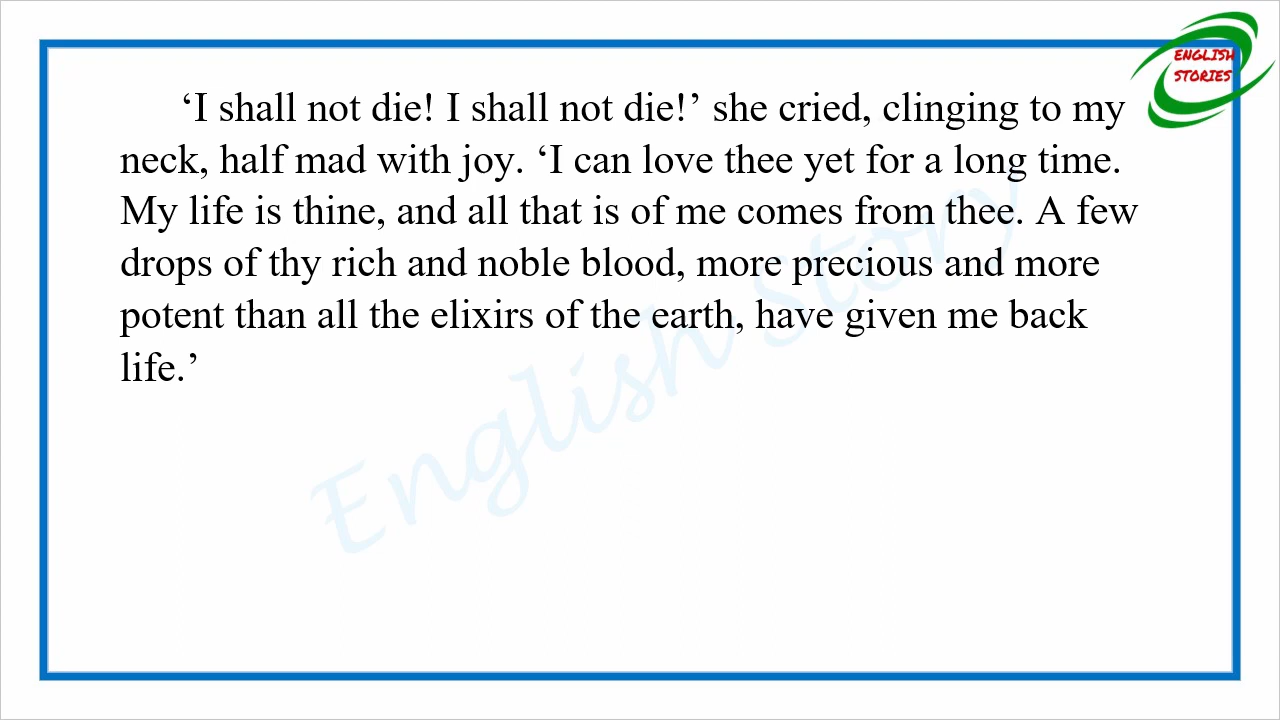 ENGLISH
STORIES
‘I shall not die! I shall not die!’ she cried, clinging to my
neck, half mad with joy. ‘I can love thee yet for a long time.
My life is thine, and all that is of me comes from thee. A few
drops of thy rich and noble blood, more precious and more
potent than all the elixirs of the earth, have given me back
life.’
English Story